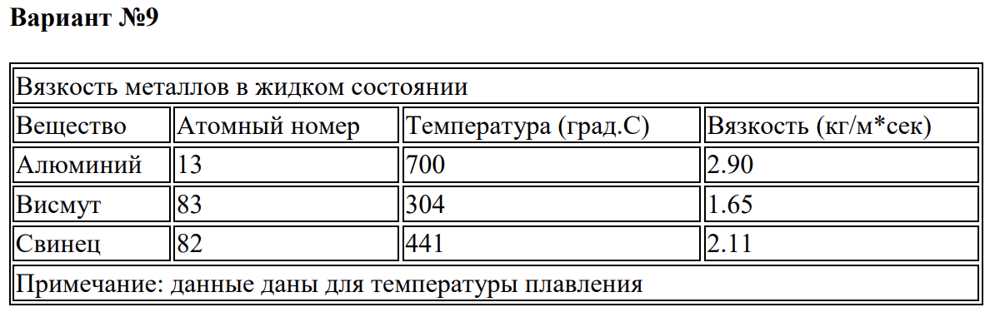 Вариант №9
Вязкость металлов в жидком состоянии
Вещество Атомный номер Температура (град.С) Вязкость (кг/м*сек)
Алюминий 13 700 2.90
Висмут 83 304 1.65
Свинец 82 441 2.11
Примечание: данные даны для температуры плавления